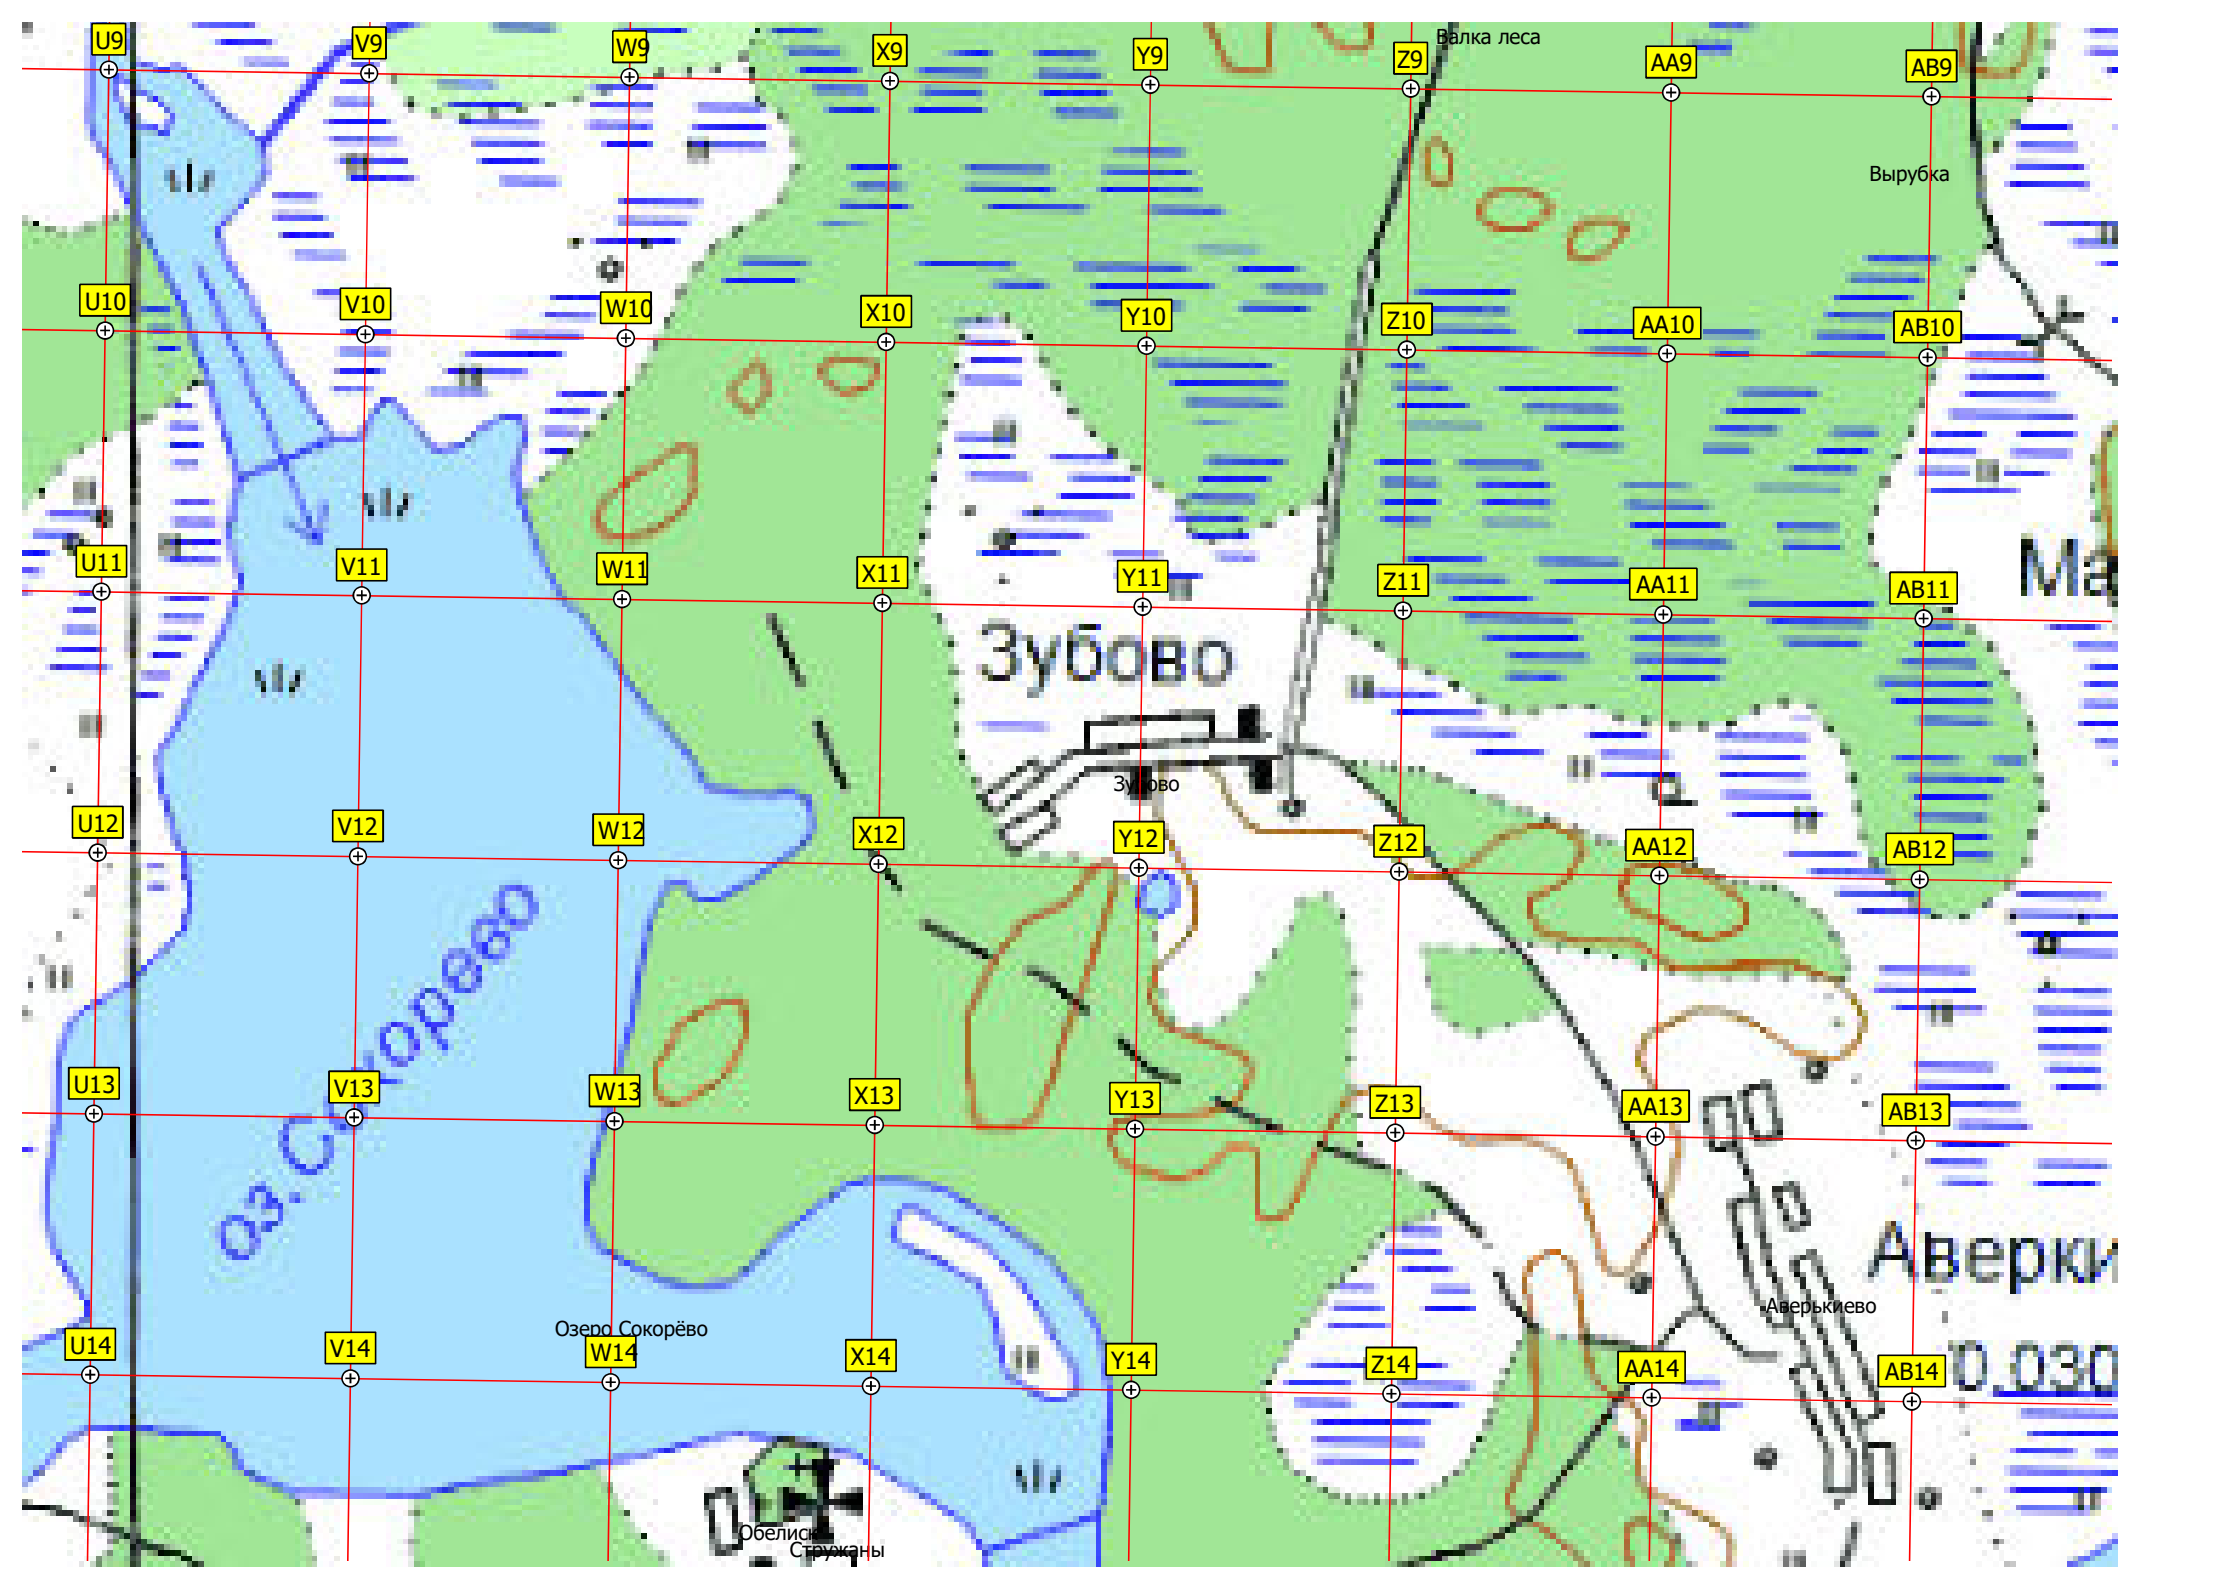 Валка леса
U9 V9 W9 X9 Y9 Z9 AA9 AB9
Вырубка
U10 V10 W10 X10 Y10 Z10 AA10 AB10
Ма
U11 V11 W11 X11 Y11 Z11 AA11 AB11
Зубово
Зубово
U12 V12 W12 X12 Y12 Z12 AA12 AB12
оз. Сокорево
U13 V13 W13 X13 Y13 Z13 AA13 AB13
Аверки
Аверькиево
Озеро Сокорёво
U14 V14 W14 X14 Y14 Z14 AA14 AB14
Обелиск
Стружаны